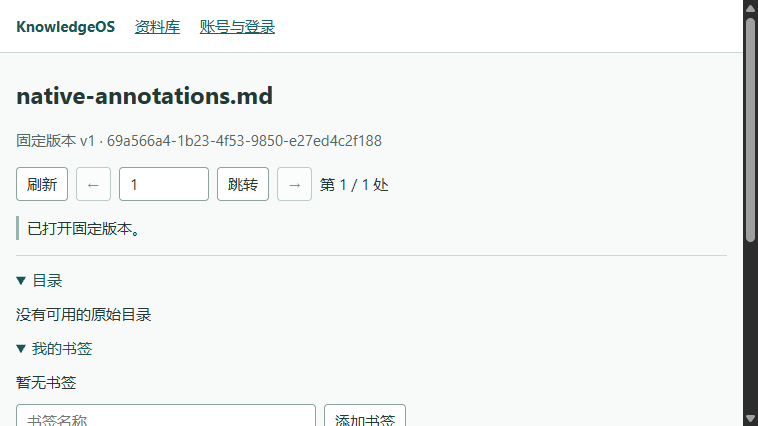 KnowledgeOS 资料库 账号与登录
native-annotations.md
固定版本 v1 · 69a566a4-1b23-4f53-9850-e27ed4c2f188
刷新 ← 1 跳转 → 第 1 / 1 处
已打开固定版本。
▼ 目录
没有可用的原始目录
▼ 我的书签
暂无书签
书签名称 添加书签